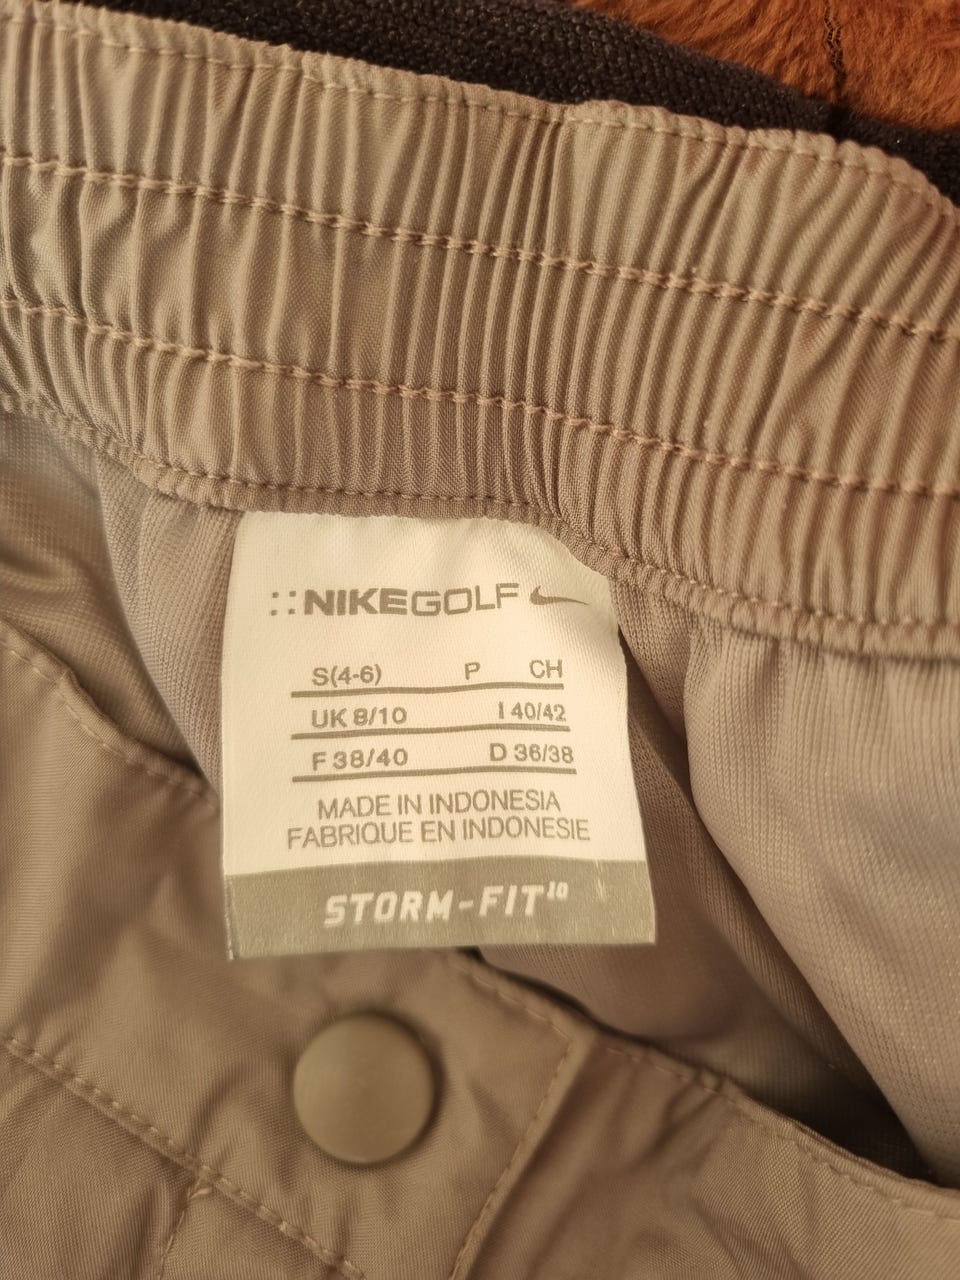 ::NIKEGOLF
S(4-6) P CH
UK 8/10 I 40/42
F 38/40 D 36/38
MADE IN INDONESIA
FABRIQUE EN INDONESIE
STORM-FIT10